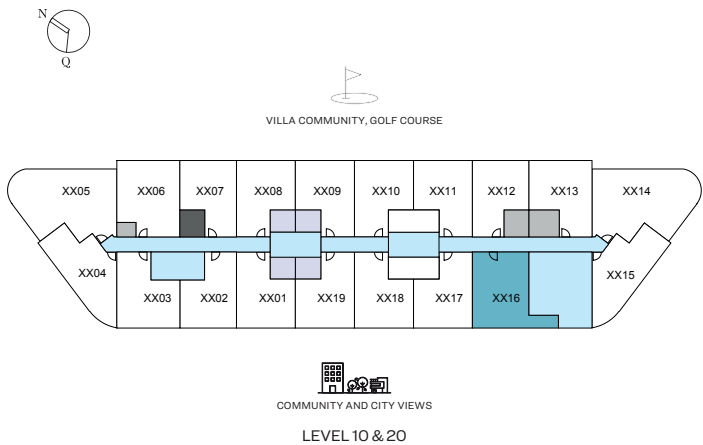 N
Q
VILLA COMMUNITY, GOLF COURSE
XX05 XX06 XX07 XX08 XX09 XX10 XX11 XX12 XX13 XX14
XX04 XX03 XX02 XX01 XX19 XX18 XX17 XX16 XX15
COMMUNITY AND CITY VIEWS
LEVEL 10 & 20